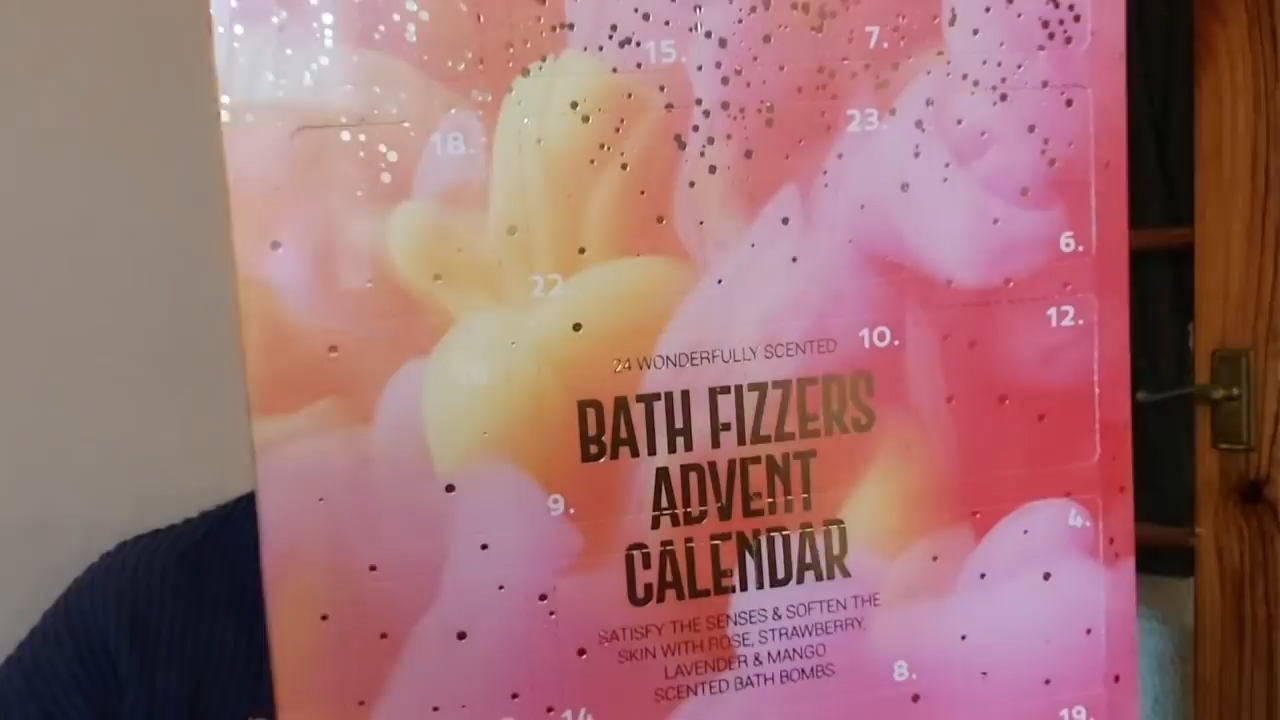 15.
7.
18.
23.
6.
22.
12.
10.
24 WONDERFULLY SCENTED
BATH FIZZERS
ADVENT
CALENDAR
9.
4.
SATISFY THE SENSES & SOFTEN THE
SKIN WITH ROSE, STRAWBERRY,
LAVENDER & MANGO
SCENTED BATH BOMBS
8.
14.
19.